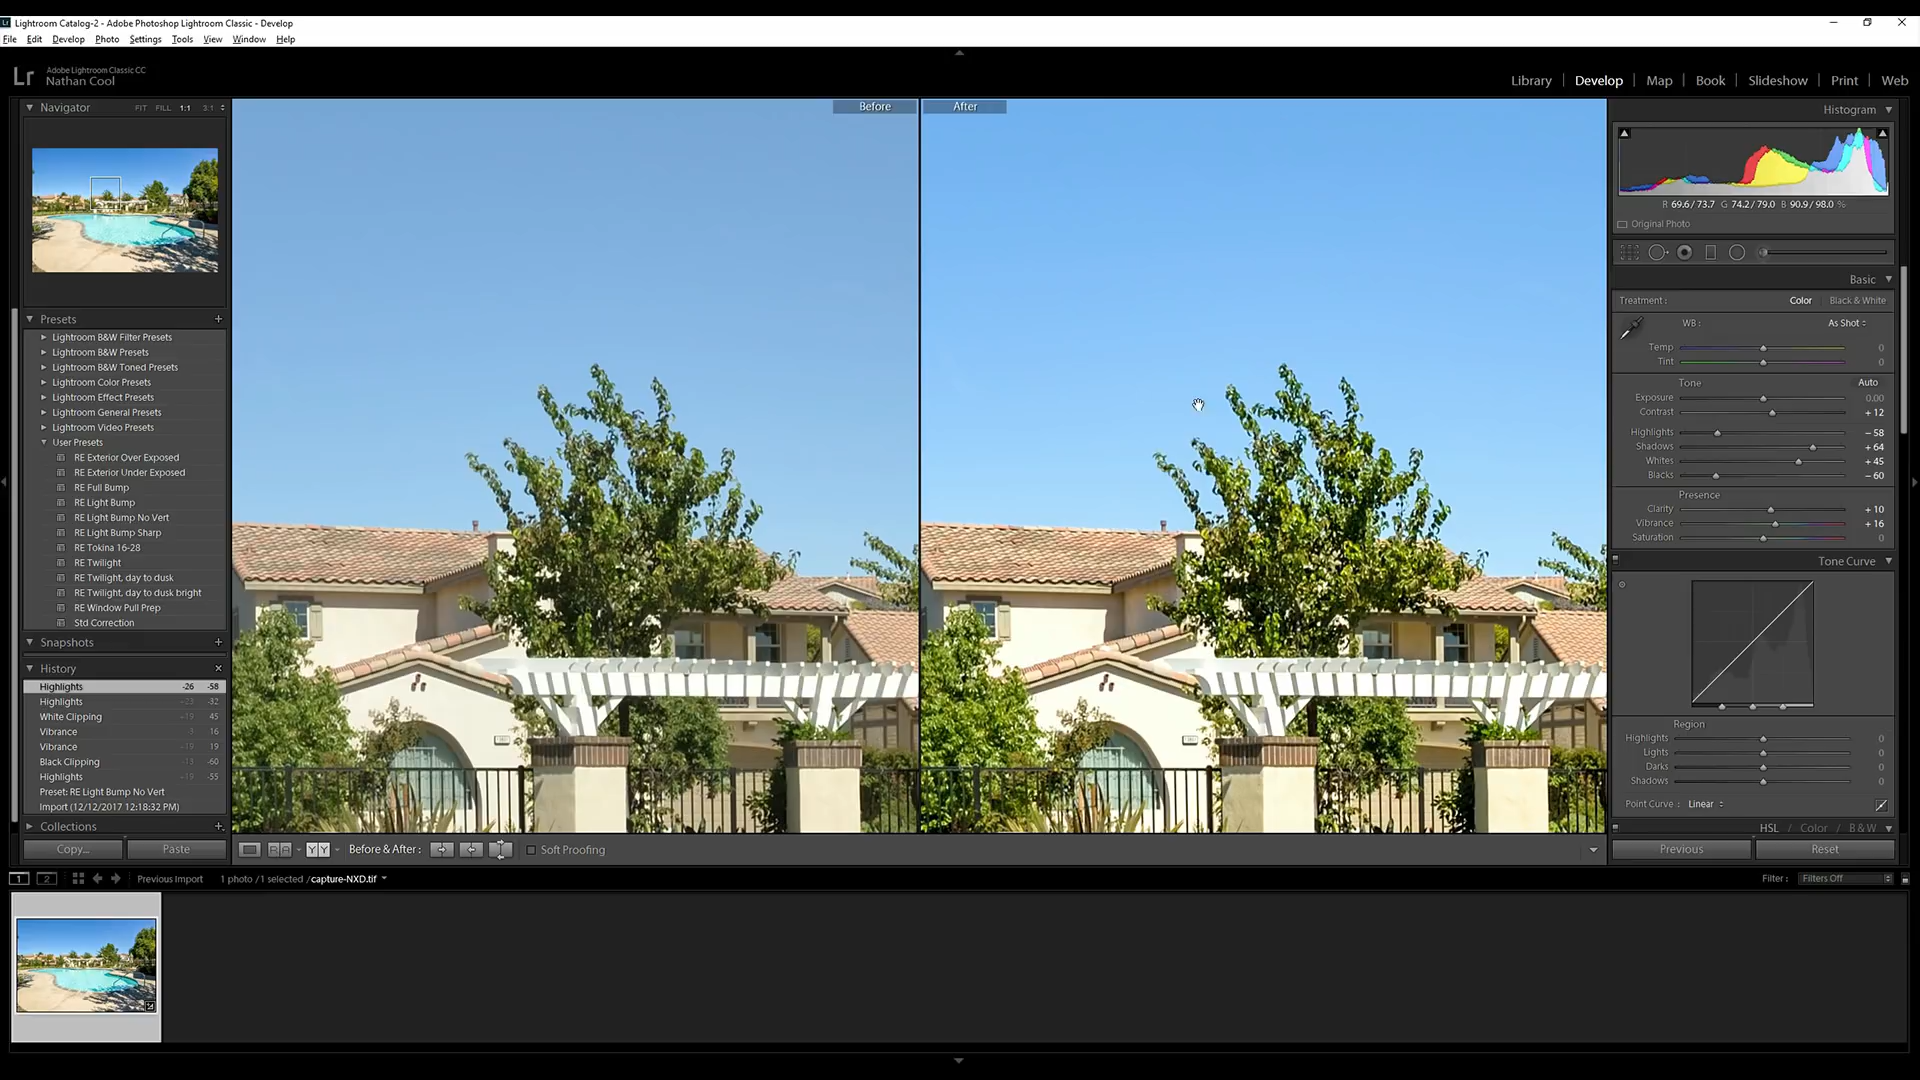 Lightroom Catalog-2 - Adobe Photoshop Lightroom Classic - Develop
File Edit Develop Photo Settings Tools View Window Help
Lr
Adobe Lightroom Classic CC
Nathan Cool
Library | Develop | Map | Book | Slideshow | Print | Web
Navigator FIT FILL 1:1 3:1
Before
After
Histogram
R 69.6 / 73.7 G 74.2 / 79.0 B 90.9 / 98.0 %
Original Photo
Basic
Treatment : Color Black & White
WB : As Shot
Temp 0
Tint 0
Tone Auto
Exposure 0.00
Contrast + 12
Highlights − 58
Shadows + 64
Whites + 45
Blacks − 60
Presence
Clarity + 10
Vibrance + 16
Saturation 0
Tone Curve
Region
Highlights 0
Lights 0
Darks 0
Shadows 0
Point Curve : Linear
HSL / Color / B & W
Previous
Reset
Presets +
Lightroom B&W Filter Presets
Lightroom B&W Presets
Lightroom B&W Toned Presets
Lightroom Color Presets
Lightroom Effect Presets
Lightroom General Presets
Lightroom Video Presets
User Presets
RE Exterior Over Exposed
RE Exterior Under Exposed
RE Full Bump
RE Light Bump
RE Light Bump No Vert
RE Light Bump Sharp
RE Tokina 16-28
RE Twilight
RE Twilight, day to dusk
RE Twilight, day to dusk bright
RE Window Pull Prep
Std Correction
Snapshots +
History ×
Highlights -26 -58
Highlights -32
White Clipping 45
Vibrance 16
Vibrance 19
Black Clipping -60
Highlights -55
Preset: RE Light Bump No Vert
Import (12/12/2017 12:18:32 PM)
Collections +
Copy... Paste
Before & After : Soft Proofing
1 2 Previous Import 1 photo / 1 selected / capture-NXD.tif
Filter : Filters Off